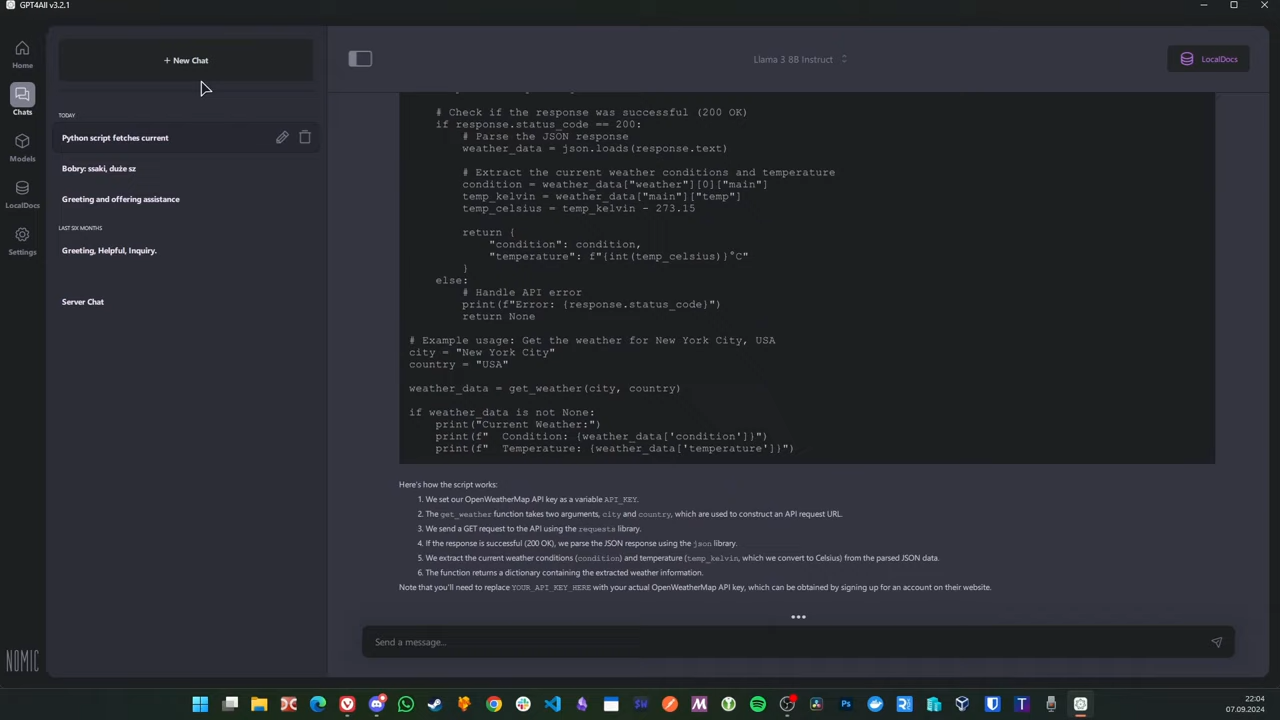 GPT4All v3.2.1
Home
Chats
Models
LocalDocs
Settings
NOMIC
+ New Chat
TODAY
Python script fetches current
Bobry: ssaki, duże sz
Greeting and offering assistance
LAST SIX MONTHS
Greeting, Helpful, Inquiry.
Server Chat
Llama 3 8B Instruct
LocalDocs
# Check if the response was successful (200 OK)
if response.status_code == 200:
# Parse the JSON response
weather_data = json.loads(response.text)
# Extract the current weather conditions and temperature
condition = weather_data["weather"][0]["main"]
temp_kelvin = weather_data["main"]["temp"]
temp_celsius = temp_kelvin - 273.15
return {
"condition": condition,
"temperature": f"{int(temp_celsius)}°C"
}
else:
# Handle API error
print(f"Error: {response.status_code}")
return None
# Example usage: Get the weather for New York City, USA
city = "New York City"
country = "USA"
weather_data = get_weather(city, country)
if weather_data is not None:
print("Current Weather:")
print(f"  Condition: {weather_data['condition']}")
print(f"  Temperature: {weather_data['temperature']}")
Here's how the script works:
1. We set our OpenWeatherMap API key as a variable API_KEY.
2. The get_weather function takes two arguments, city and country, which are used to construct an API request URL.
3. We send a GET request to the API using the requests library.
4. If the response is successful (200 OK), we parse the JSON response using the json library.
5. We extract the current weather conditions (condition) and temperature (temp_kelvin, which we convert to Celsius) from the parsed JSON data.
6. The function returns a dictionary containing the extracted weather information.
Note that you'll need to replace YOUR_API_KEY_HERE with your actual OpenWeatherMap API key, which can be obtained by signing up for an account on their website.
Send a message...
22:04
07.09.2024